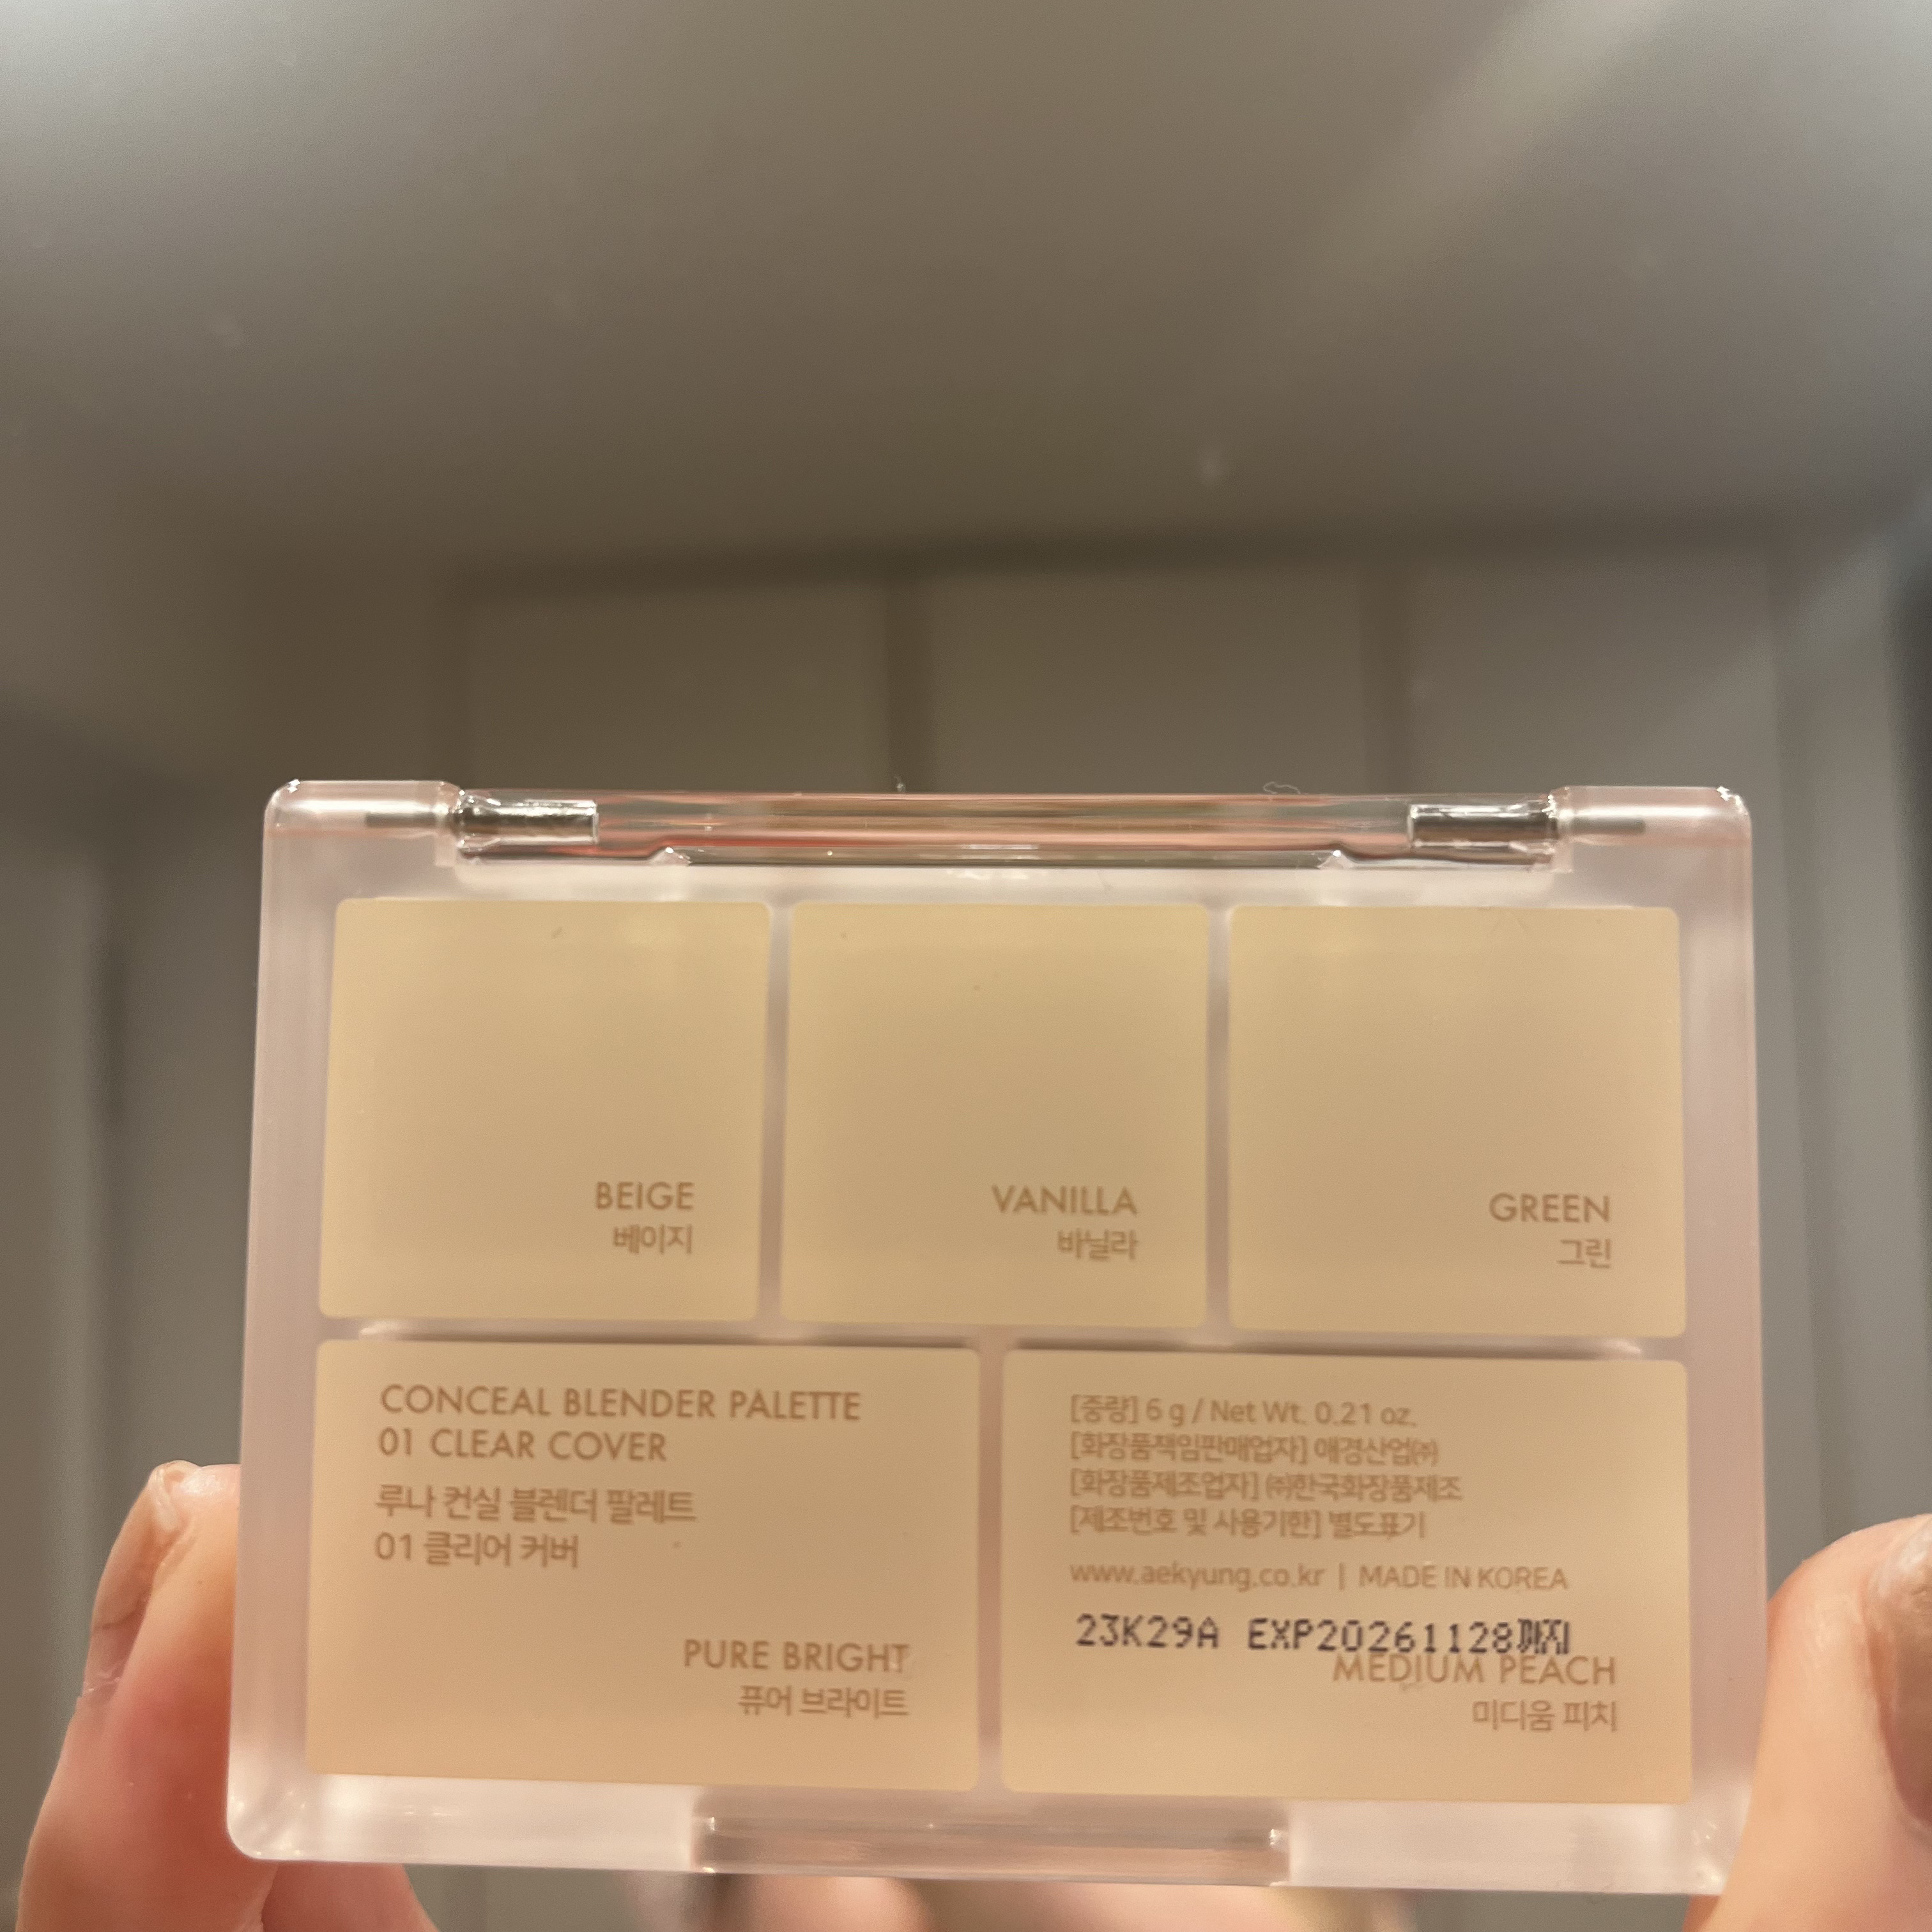 BEIGE
베이지
VANILLA
바닐라
GREEN
그린
CONCEAL BLENDER PALETTE
01 CLEAR COVER
루나 컨실 블렌더 팔레트
01 클리어 커버
PURE BRIGHT
퓨어 브라이트
[중량] 6 g / Net Wt. 0.21 oz.
[화장품책임판매업자] 애경산업㈜
[화장품제조업자] ㈜한국화장품제조
[제조번호 및 사용기한] 별도표기
www.aekyung.co.kr | MADE IN KOREA
23K29A EXP20261128까지
MEDIUM PEACH
미디움 피치